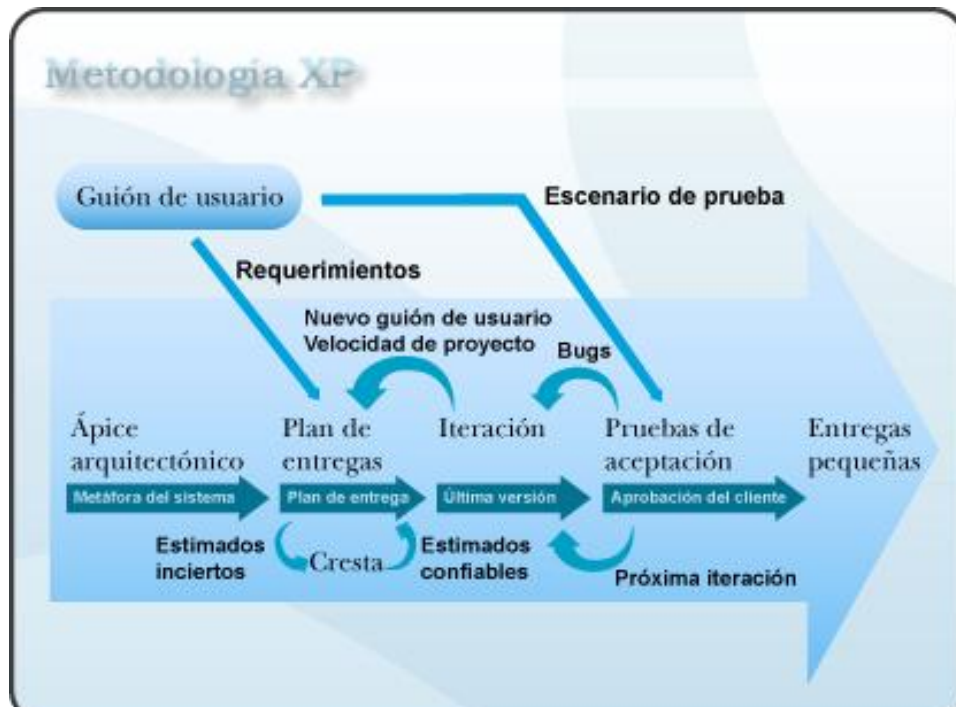 Metodología XP
Guión de usuario
Escenario de prueba
Requerimientos
Nuevo guión de usuario
Velocidad de proyecto
Bugs
Ápice
arquitectónico
Plan de
entregas
Iteración
Pruebas de
aceptación
Entregas
pequeñas
Metáfora del sistema
Plan de entrega
Última versión
Aprobación del cliente
Estimados
inciertos
Cresta
Estimados
confiables
Próxima iteración